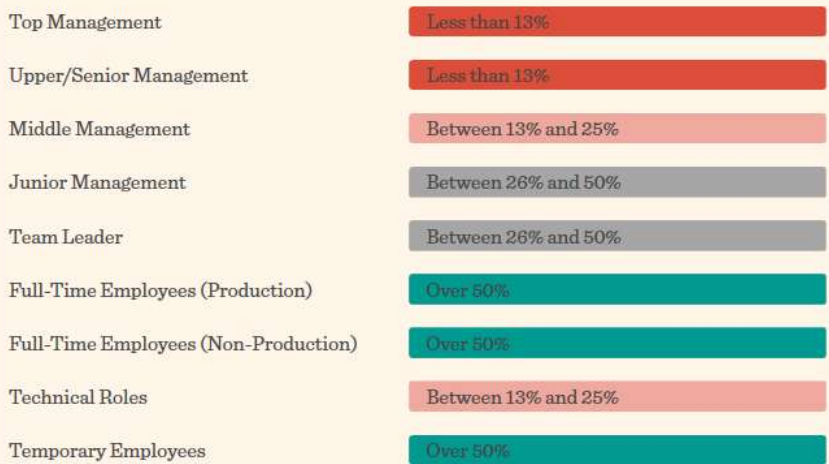 Top Management Less than 13%
Upper/Senior Management Less than 13%
Middle Management Between 13% and 25%
Junior Management Between 26% and 50%
Team Leader Between 26% and 50%
Full-Time Employees (Production) Over 50%
Full-Time Employees (Non-Production) Over 50%
Technical Roles Between 13% and 25%
Temporary Employees Over 50%